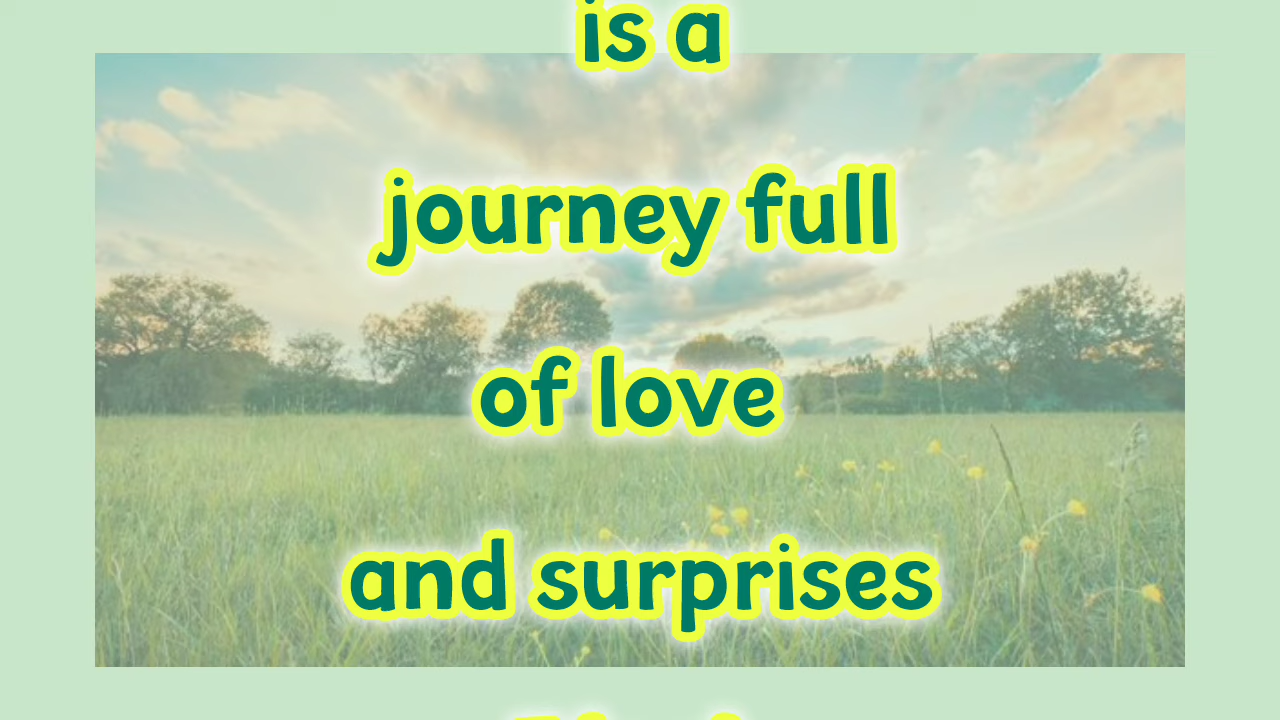 is a
journey full
of love
and surprises